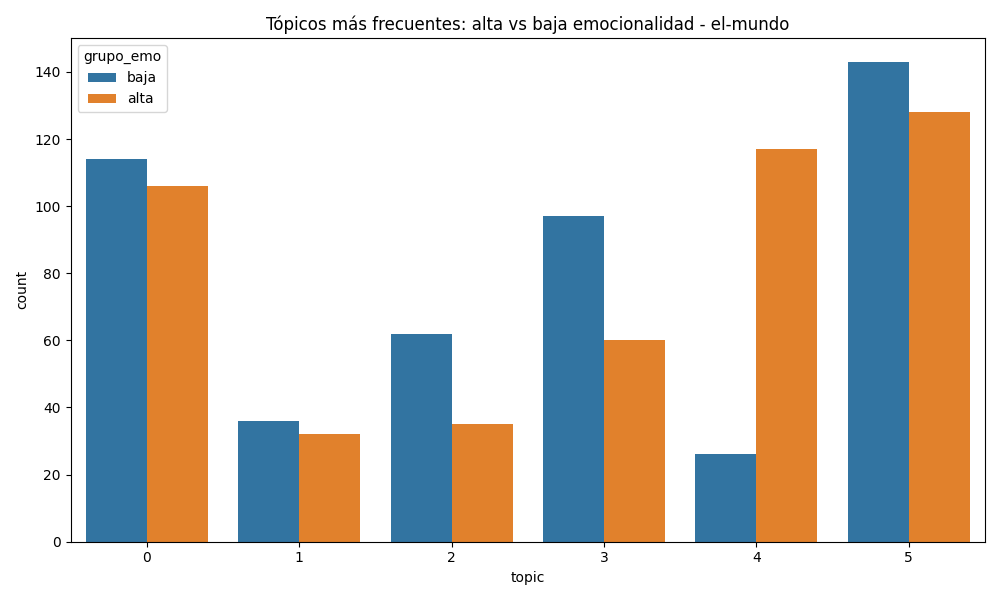 Tópicos más frecuentes: alta vs baja emocionalidad - el-mundo
grupo_emo
baja
alta
count
140
120
100
80
60
40
20
0
0 1 2 3 4 5
topic